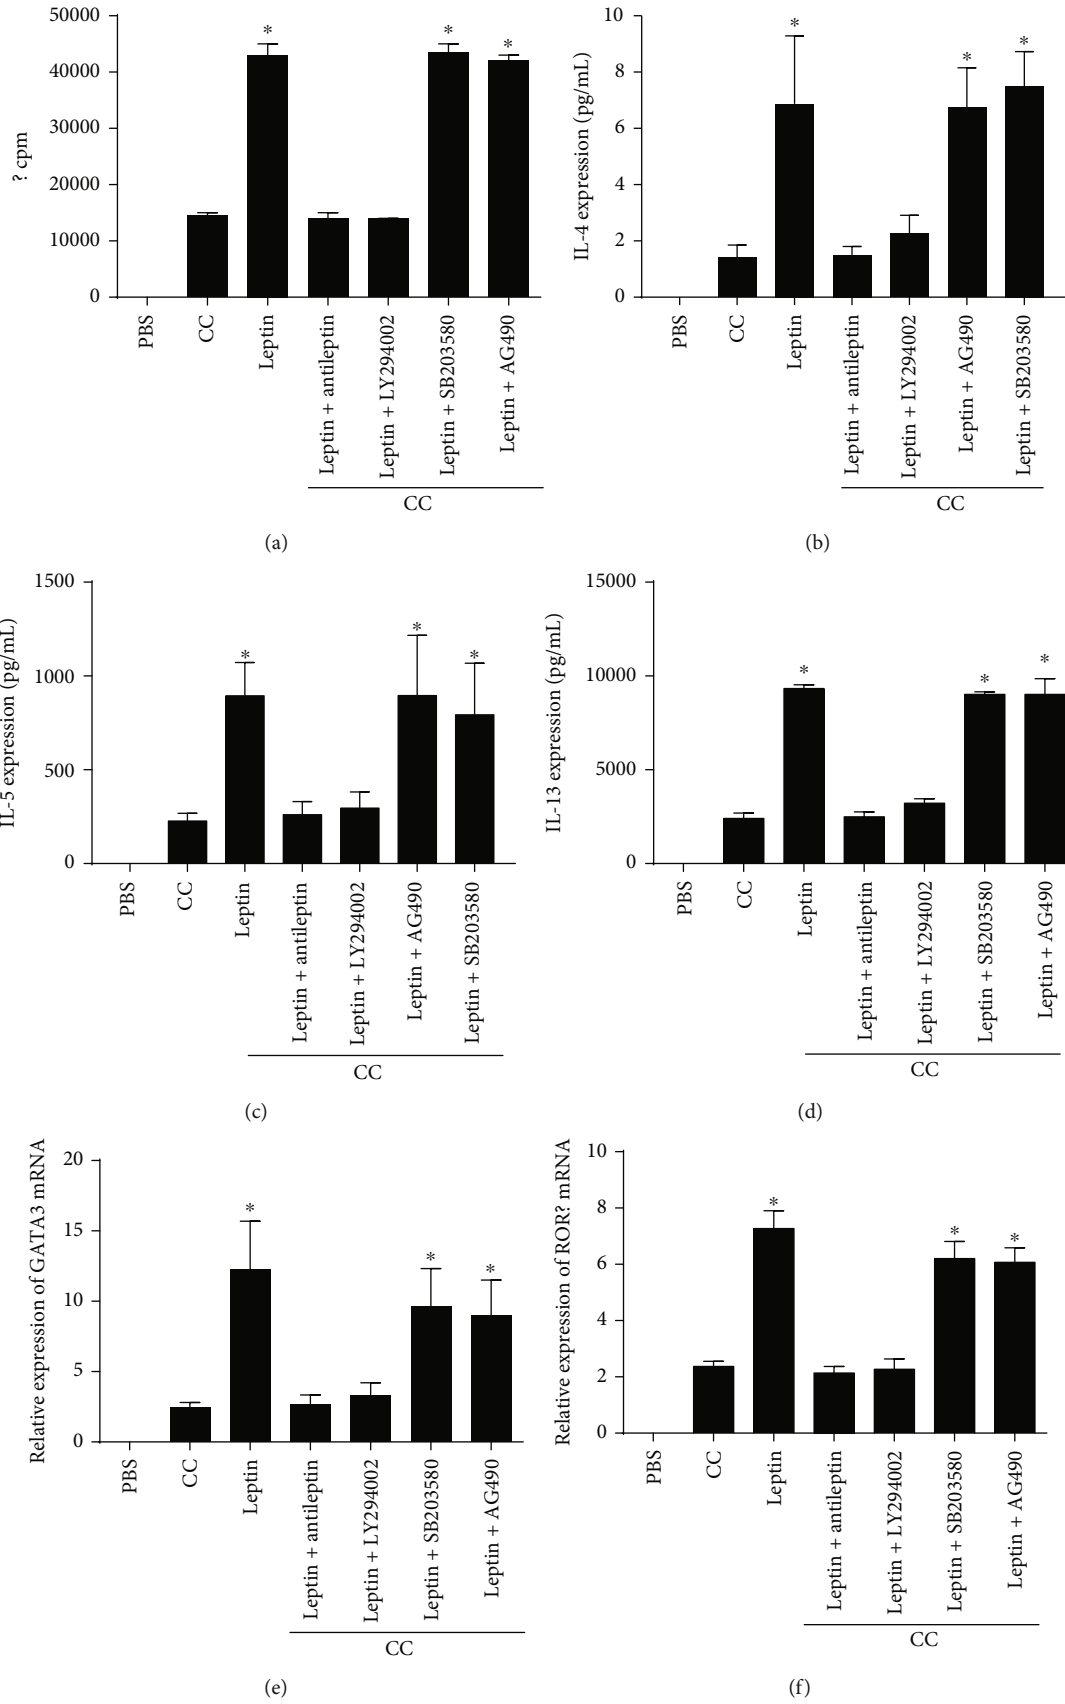 50000
40000
30000
20000
10000
0
? cpm
*
*
*
PBS
CC
Leptin
Leptin + antileptin
Leptin + LY294002
Leptin + SB203580
Leptin + AG490
CC
(a)
10
8
6
4
2
0
IL-4 expression (pg/mL)
*
*
*
PBS
CC
Leptin
Leptin + antileptin
Leptin + LY294002
Leptin + AG490
Leptin + SB203580
CC
(b)
1500
1000
500
0
IL-5 expression (pg/mL)
*
*
*
PBS
CC
Leptin
Leptin + antileptin
Leptin + LY294002
Leptin + AG490
Leptin + SB203580
CC
(c)
15000
10000
5000
0
IL-13 expression (pg/mL)
*
*
*
PBS
CC
Leptin
Leptin + antileptin
Leptin + LY294002
Leptin + SB203580
Leptin + AG490
CC
(d)
20
15
10
5
0
Relative expression of GATA3 mRNA
*
*
*
PBS
CC
Leptin
Leptin + antileptin
Leptin + LY294002
Leptin + SB203580
Leptin + AG490
CC
(e)
10
8
6
4
2
0
Relative expression of ROR? mRNA
*
*
*
PBS
CC
Leptin
Leptin + antileptin
Leptin + LY294002
Leptin + SB203580
Leptin + AG490
CC
(f)